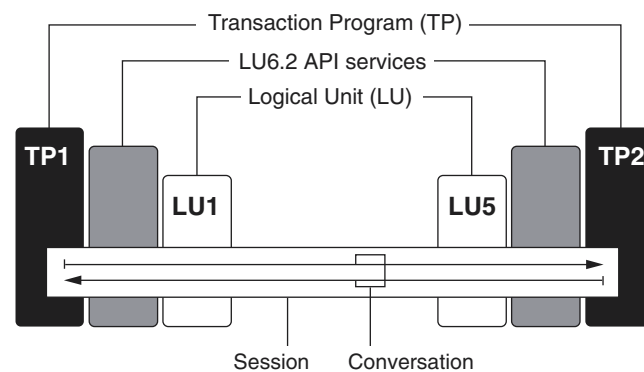 Transaction Program (TP)
LU6.2 API services
Logical Unit (LU)
TP1
TP2
LU1
LU5
Session
Conversation